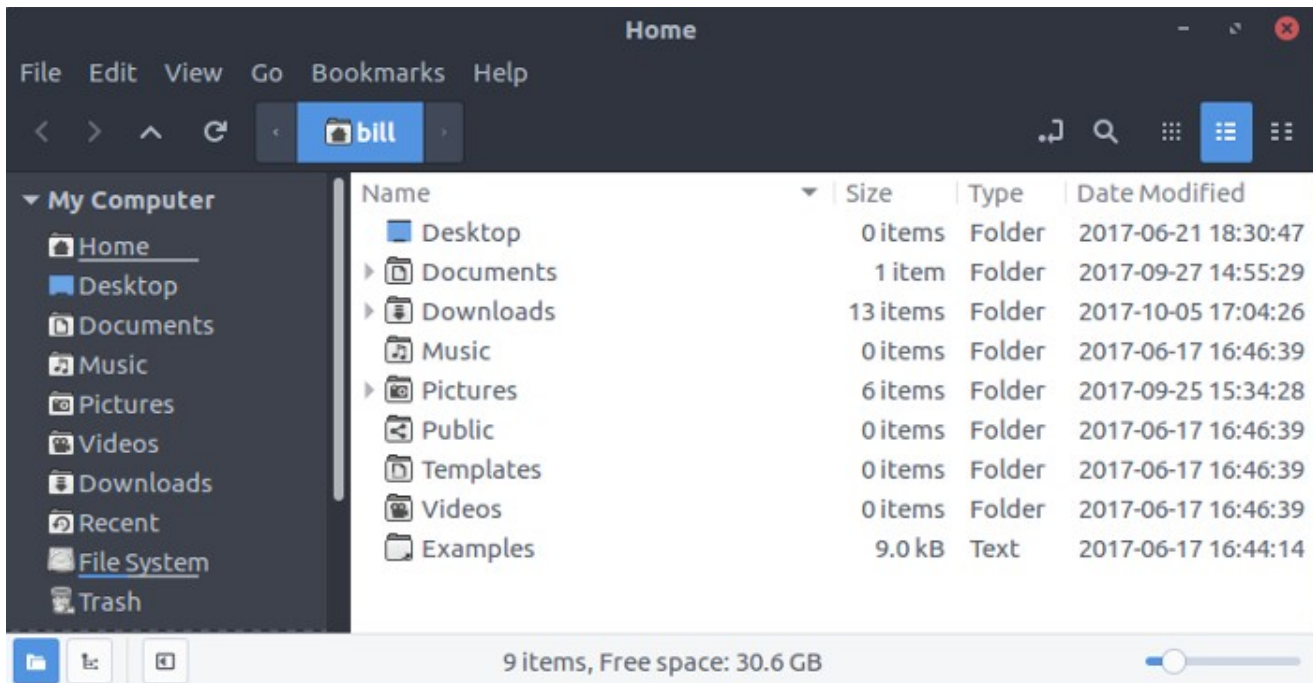 Home
File Edit View Go Bookmarks Help
bill
My Computer
Home
Desktop
Documents
Music
Pictures
Videos
Downloads
Recent
File System
Trash
Name Size Type Date Modified
Desktop 0 items Folder 2017-06-21 18:30:47
Documents 1 item Folder 2017-09-27 14:55:29
Downloads 13 items Folder 2017-10-05 17:04:26
Music 0 items Folder 2017-06-17 16:46:39
Pictures 6 items Folder 2017-09-25 15:34:28
Public 0 items Folder 2017-06-17 16:46:39
Templates 0 items Folder 2017-06-17 16:46:39
Videos 0 items Folder 2017-06-17 16:46:39
Examples 9.0 kB Text 2017-06-17 16:44:14
9 items, Free space: 30.6 GB